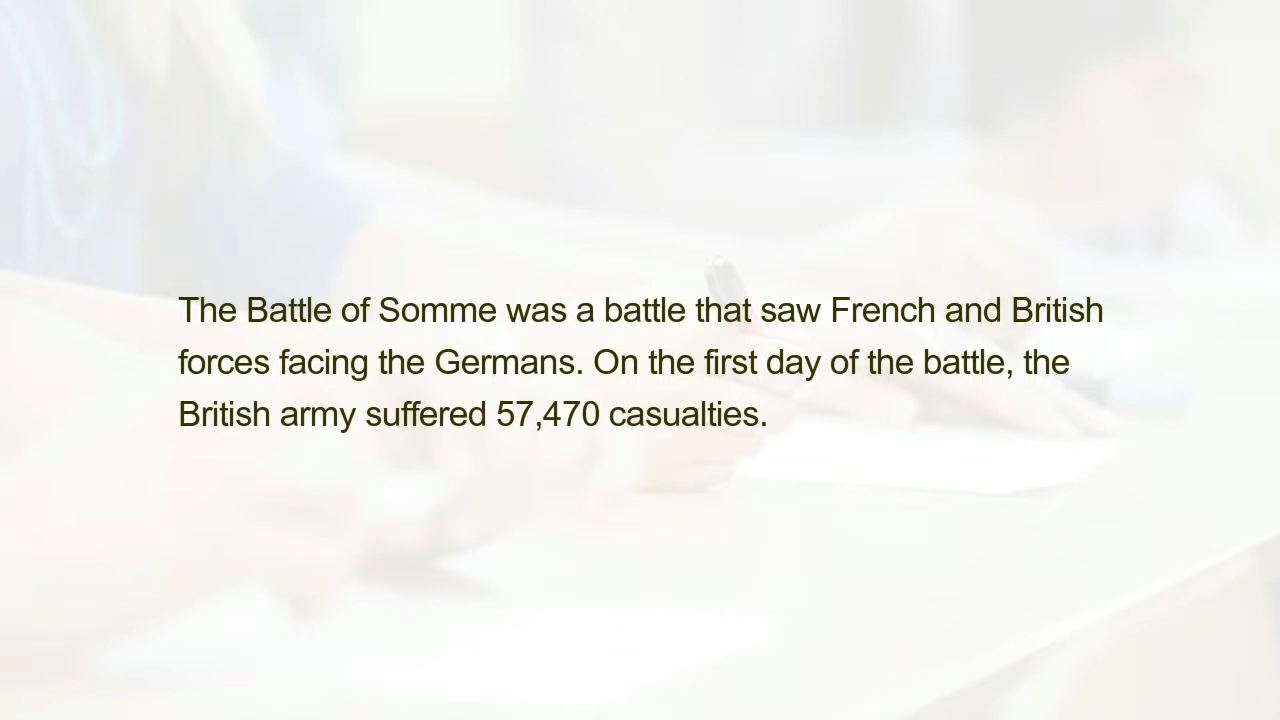 The Battle of Somme was a battle that saw French and British
forces facing the Germans. On the first day of the battle, the
British army suffered 57,470 casualties.